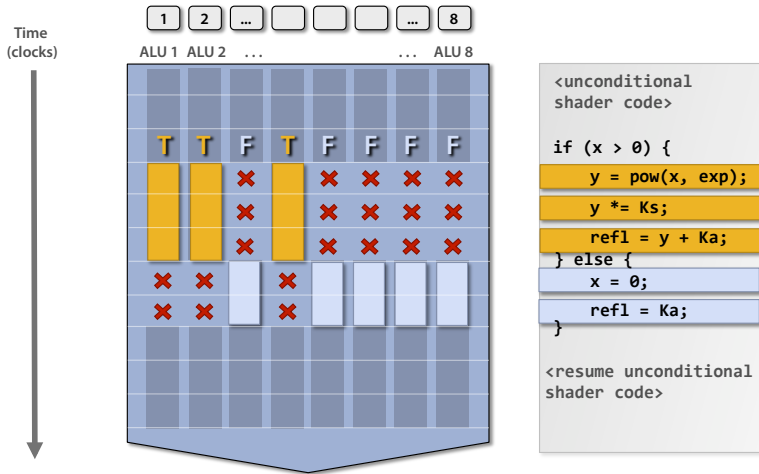 1 2 ... ... 8
Time
(clocks)
ALU 1 ALU 2 . . . . . . ALU 8
T T F T F F F F
<unconditional
shader code>
if (x > 0) {
y = pow(x, exp);
y *= Ks;
refl = y + Ka;
} else {
x = 0;
refl = Ka;
}
<resume unconditional
shader code>